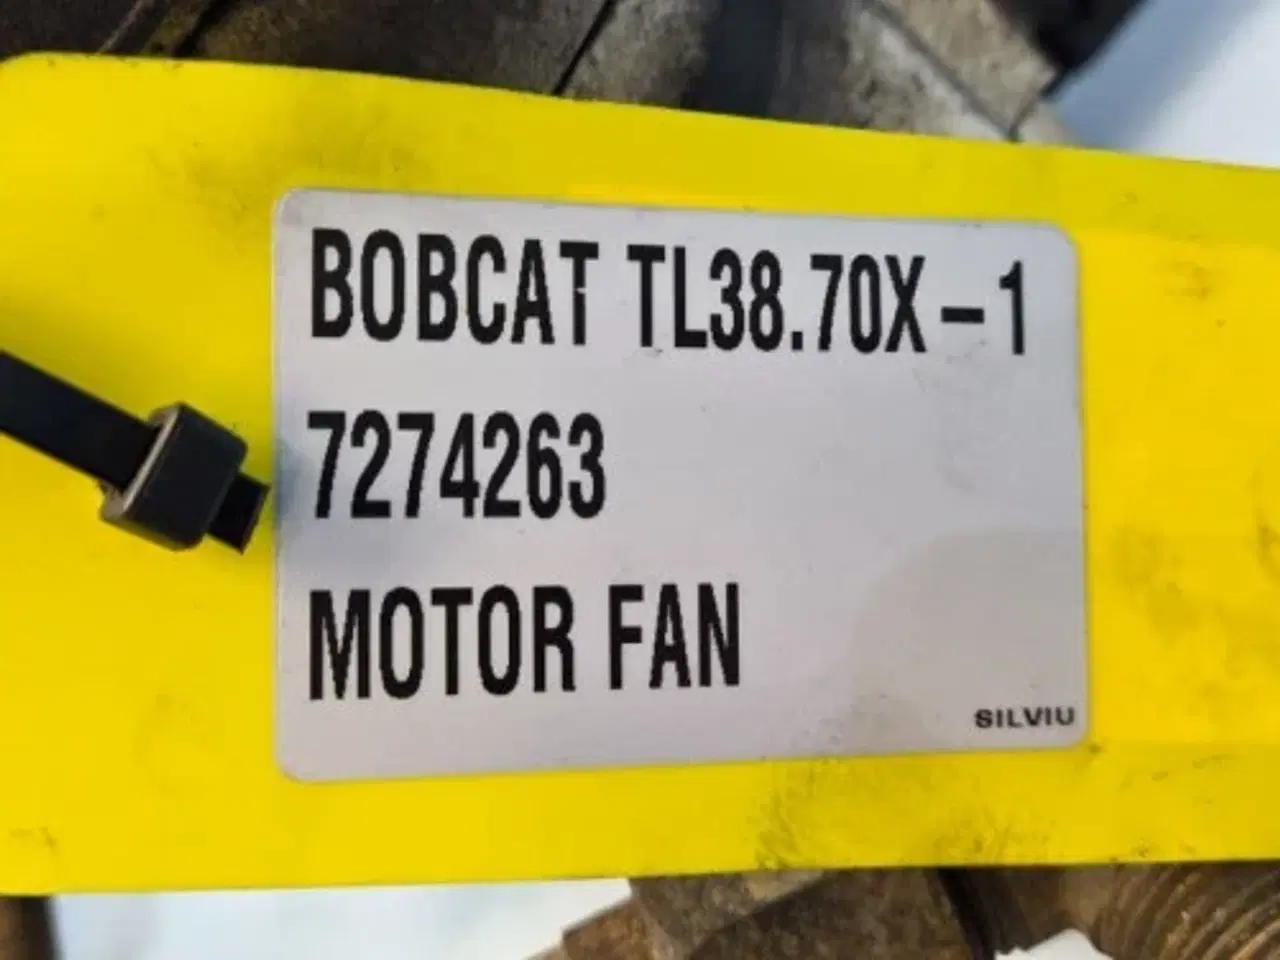 BOBCAT TL38.70X-1
7274263
MOTOR FAN
SILVIU